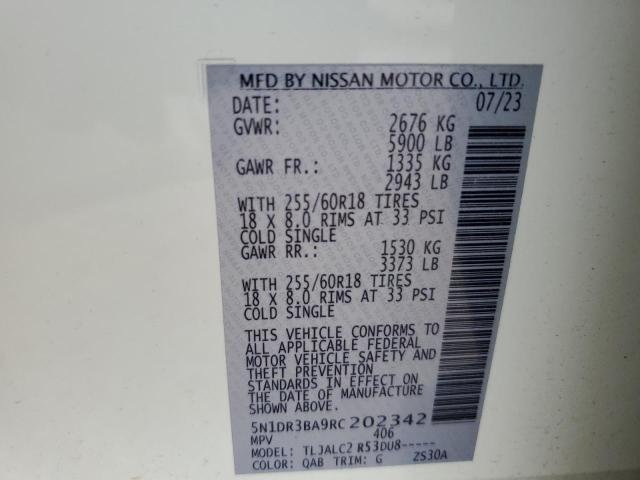 MFD BY NISSAN MOTOR CO., LTD.
DATE: 07/23
GVWR: 2676 KG
5900 LB
GAWR FR.: 1335 KG
2943 LB
WITH 255/60R18 TIRES
18 X 8.0 RIMS AT 33 PSI
COLD SINGLE
GAWR RR.: 1530 KG
3373 LB
WITH 255/60R18 TIRES
18 X 8.0 RIMS AT 33 PSI
COLD SINGLE
THIS VEHICLE CONFORMS TO
ALL APPLICABLE FEDERAL
MOTOR VEHICLE SAFETY AND
THEFT PREVENTION
STANDARDS IN EFFECT ON
THE DATE OF MANUFACTURE
SHOWN ABOVE.
5N1DR3BA9RC202342
MPV 406
MODEL: TLJALC2 R53DU8-----
COLOR: QAB TRIM: G ZS30A